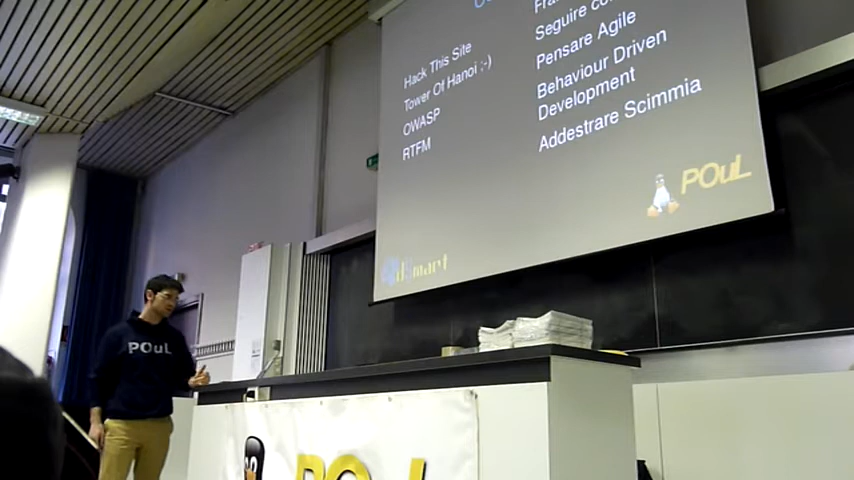 Hack This Site
Tower Of Hanoi :-)
OWASP
RTFM
Seguire
Pensare Agile
Behaviour Driven
Development
Addestrare Scimmia
POuL
POuL